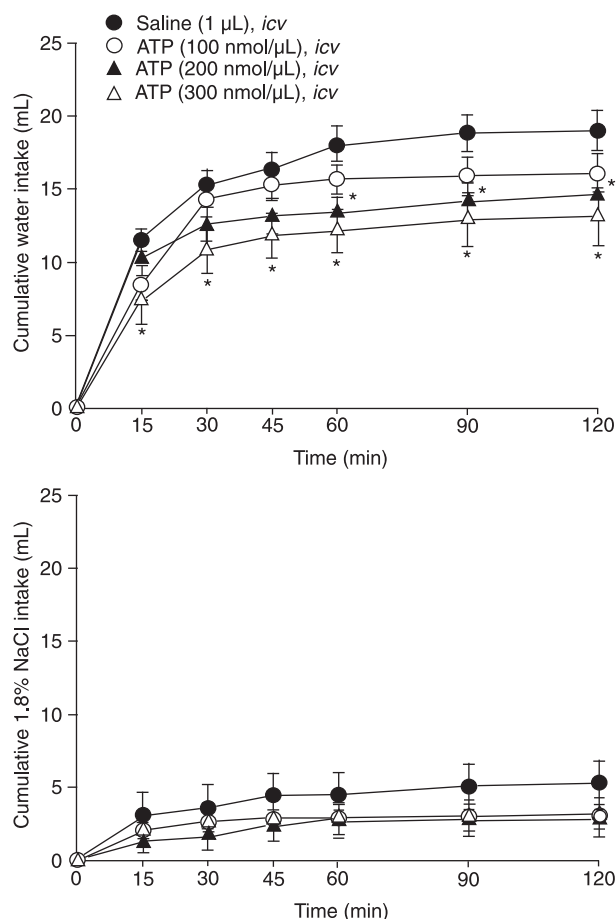 Saline (1 µL), icv
ATP (100 nmol/µL), icv
ATP (200 nmol/µL), icv
ATP (300 nmol/µL), icv
Cumulative water intake (mL)
25
20
15
10
5
0
* * *
* * * * * *
0 15 30 45 60 90 120
Time (min)
Cumulative 1.8% NaCl intake (mL)
25
20
15
10
5
0
0 15 30 45 60 90 120
Time (min)